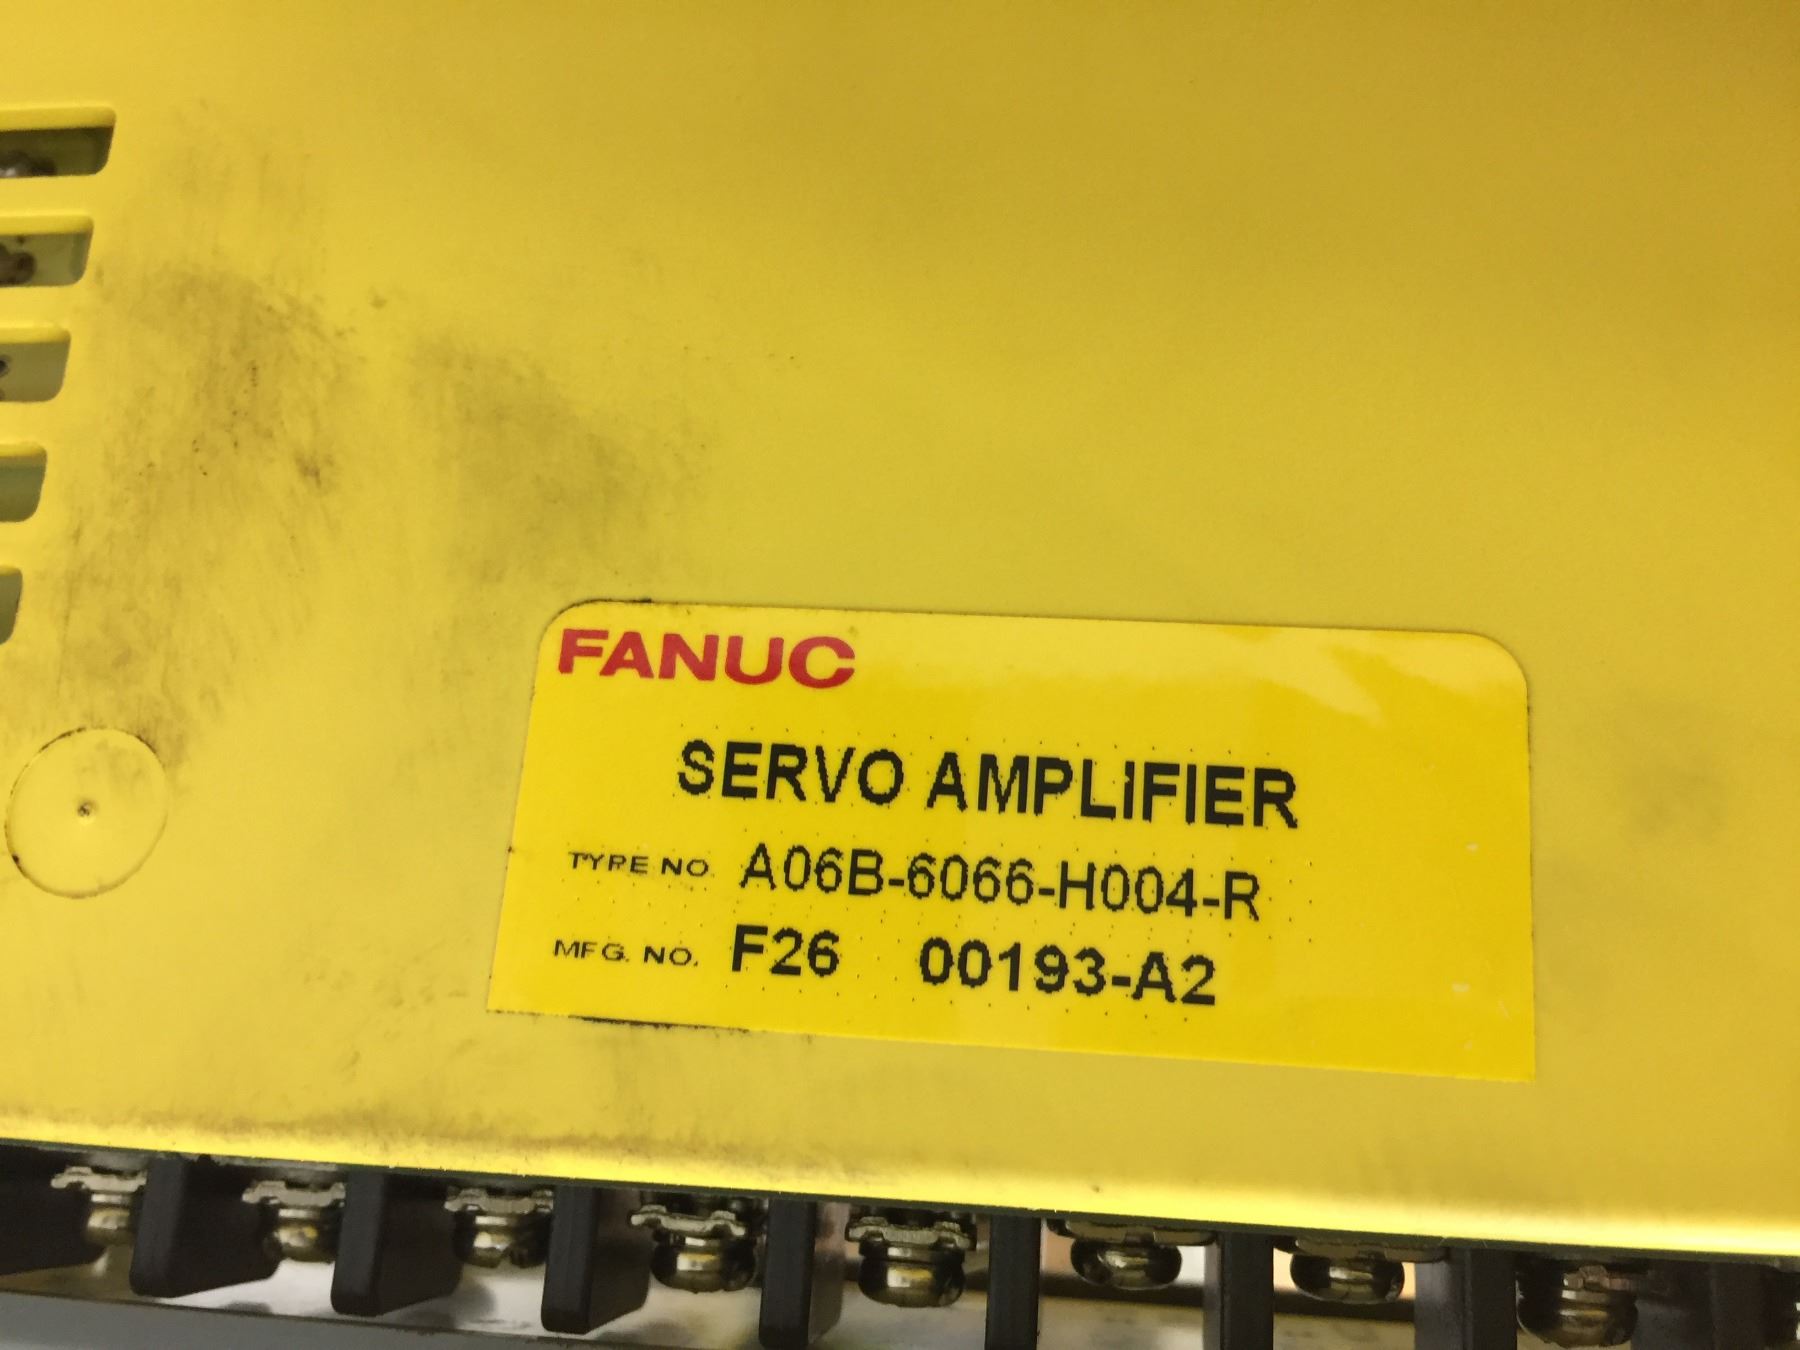 FANUC
SERVO AMPLIFIER
TYPE NO. A06B-6066-H004-R
MFG. NO. F26 00193-A2